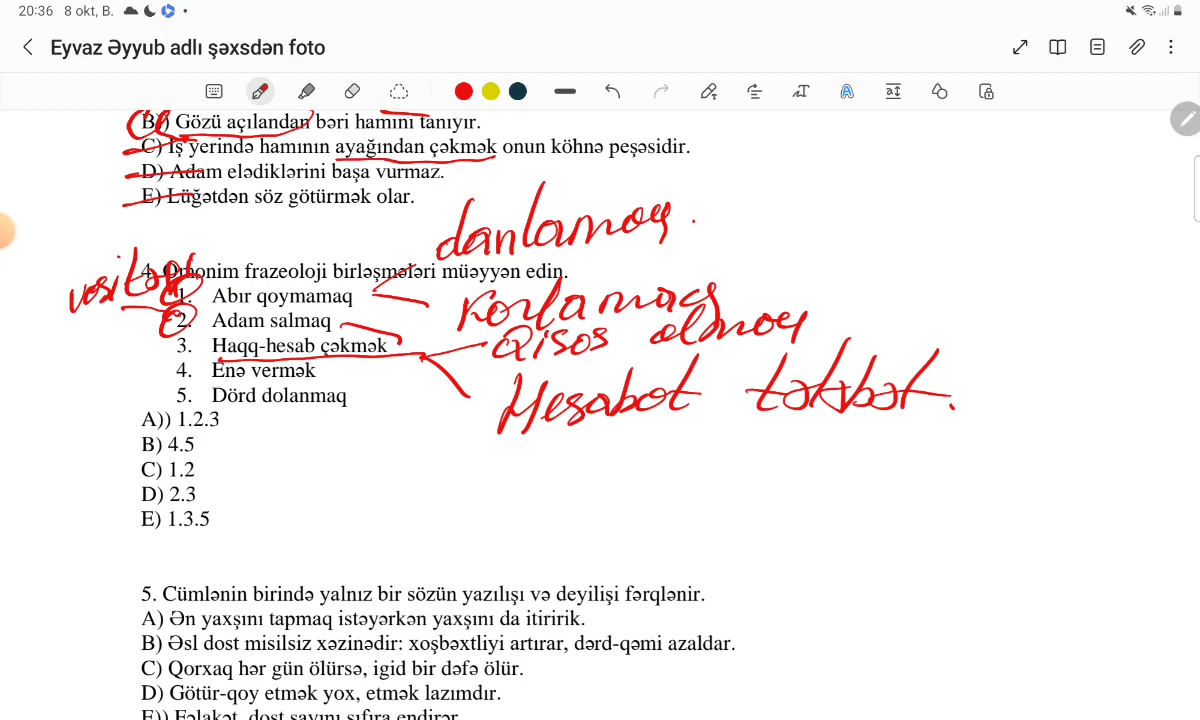 20:36 8 okt, B.
Eyvaz Əyyub adlı şəxsdən foto
B)) Gözü açılandan bəri hamını tanıyır.
C) İş yerində hamının ayağından çəkmək onun köhnə peşəsidir.
D) Adam elədiklərini başa vurmaz.
E) Lüğətdən söz götürmək olar.
danlamaq.
4. Omonim frazeoloji birləşmələri müəyyən edin.
1. Abır qoymamaq
Korlamaq
2. Adam salmaq
Qisas almaq
3. Haqq-hesab çəkmək
4. Enə vermək
Hesabat
5. Dörd dolanmaq
A)) 1.2.3
B) 4.5
C) 1.2
D) 2.3
E) 1.3.5
5. Cümlənin birində yalnız bir sözün yazılışı və deyilişi fərqlənir.
A) Ən yaxşını tapmaq istəyərkən yaxşını da itiririk.
B) Əsl dost misilsiz xəzinədir: xoşbəxtliyi artırar, dərd-qəmi azaldar.
C) Qorxaq hər gün ölürsə, igid bir dəfə ölür.
D) Götür-qoy etmək yox, etmək lazımdır.
E)) Fəlakət, dost sayını sıfıra endirər